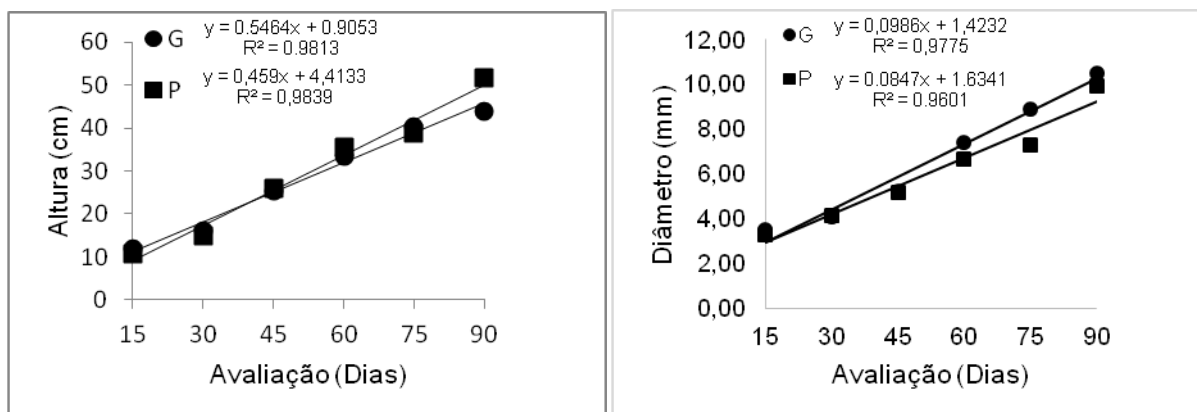 G
y = 0.5464x + 0.9053
R² = 0.9813
P
y = 0,459x + 4,4133
R² = 0,9839
60
50
40
30
20
10
0
Altura (cm)
15 30 45 60 75 90
Avaliação (Dias)
G
y = 0,0986x + 1,4232
R² = 0,9775
P
y = 0.0847x + 1.6341
R² = 0.9601
12,00
10,00
8,00
6,00
4,00
2,00
0,00
Diâmetro (mm)
15 30 45 60 75 90
Avaliação (Dias)